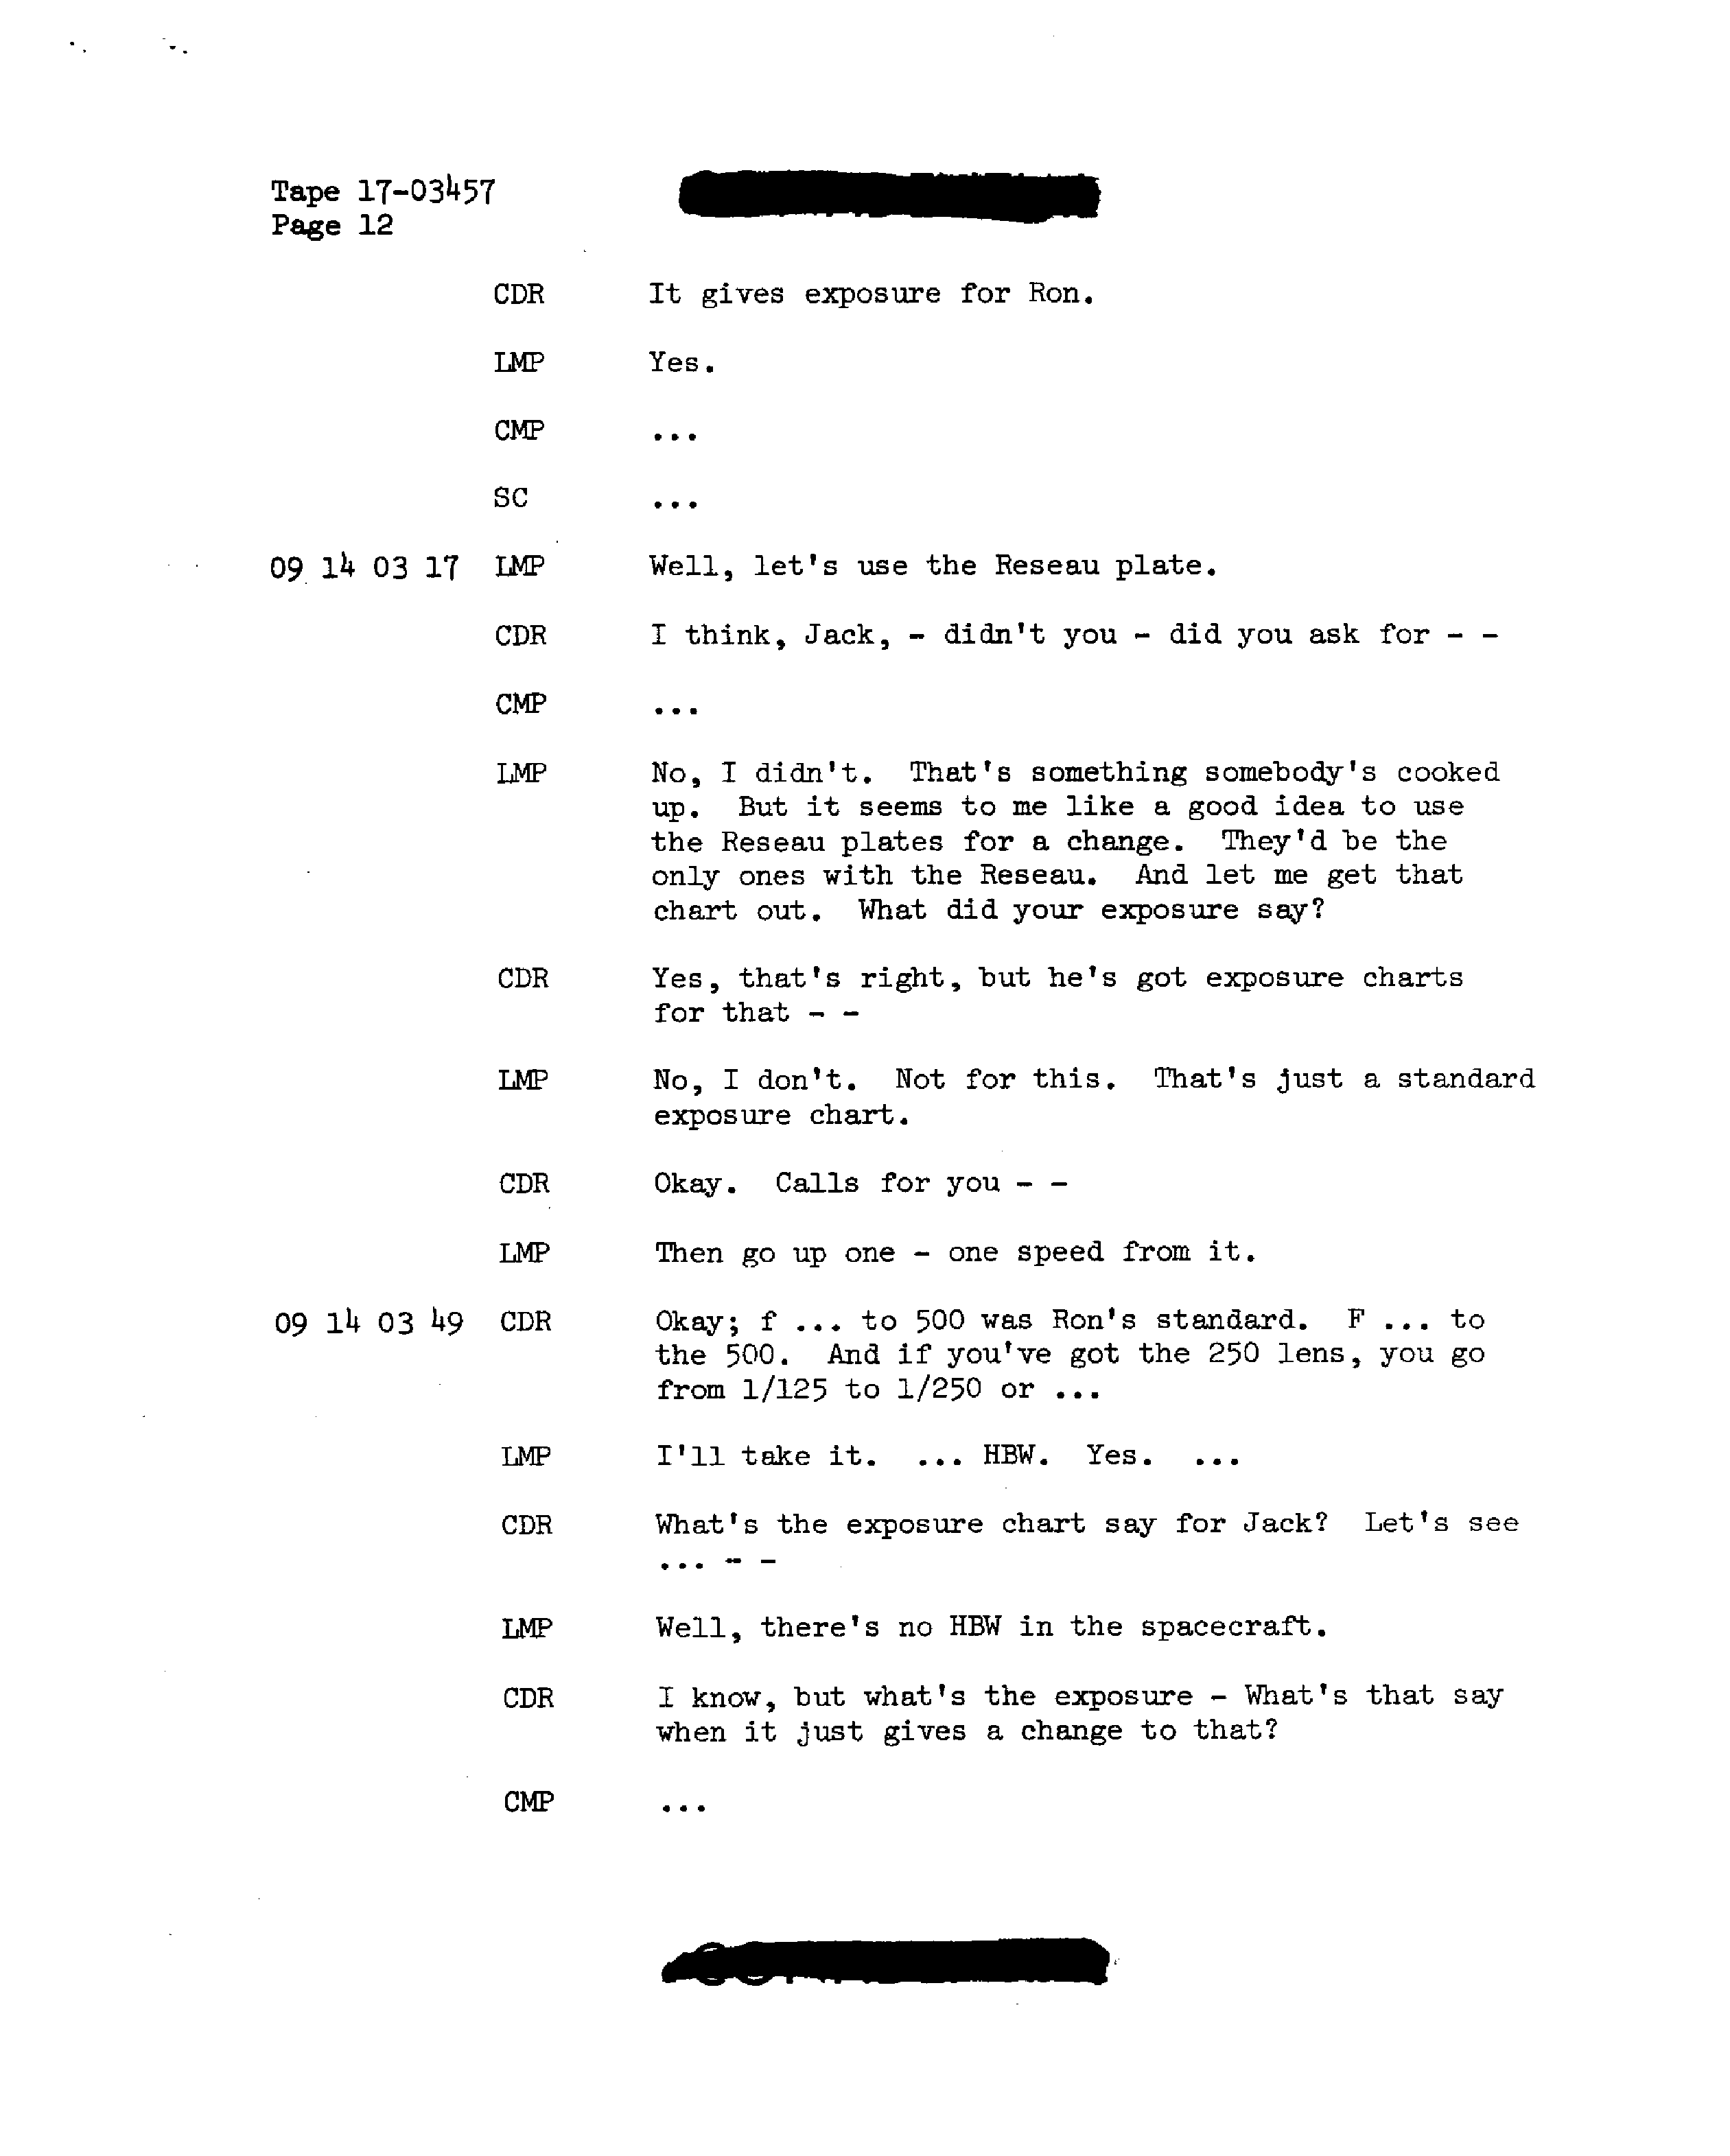 Tape 17-03457
Page 12
CDR It gives exposure for Ron.
LMP Yes.
CMP ...
SC ...
09 14 03 17 LMP Well, let's use the Reseau plate.
CDR I think, Jack, - didn't you - did you ask for - -
CMP ...
LMP No, I didn't. That's something somebody's cooked
up. But it seems to me like a good idea to use
the Reseau plates for a change. They'd be the
only ones with the Reseau. And let me get that
chart out. What did your exposure say?
CDR Yes, that's right, but he's got exposure charts
for that - -
LMP No, I don't. Not for this. That's just a standard
exposure chart.
CDR Okay. Calls for you - -
LMP Then go up one - one speed from it.
09 14 03 49 CDR Okay; f ... to 500 was Ron's standard. F ... to
the 500. And if you've got the 250 lens, you go
from 1/125 to 1/250 or ...
LMP I'll take it. ... HBW. Yes. ...
CDR What's the exposure chart say for Jack? Let's see
... - -
LMP Well, there's no HBW in the spacecraft.
CDR I know, but what's the exposure - What's that say
when it just gives a change to that?
CMP ...